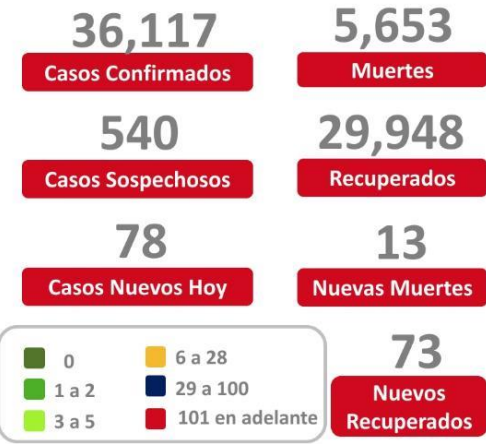 36,117
Casos Confirmados
5,653
Muertes
540
Casos Sospechosos
29,948
Recuperados
78
Casos Nuevos Hoy
13
Nuevas Muertes
0
1 a 2
3 a 5
6 a 28
29 a 100
101 en adelante
73
Nuevos
Recuperados